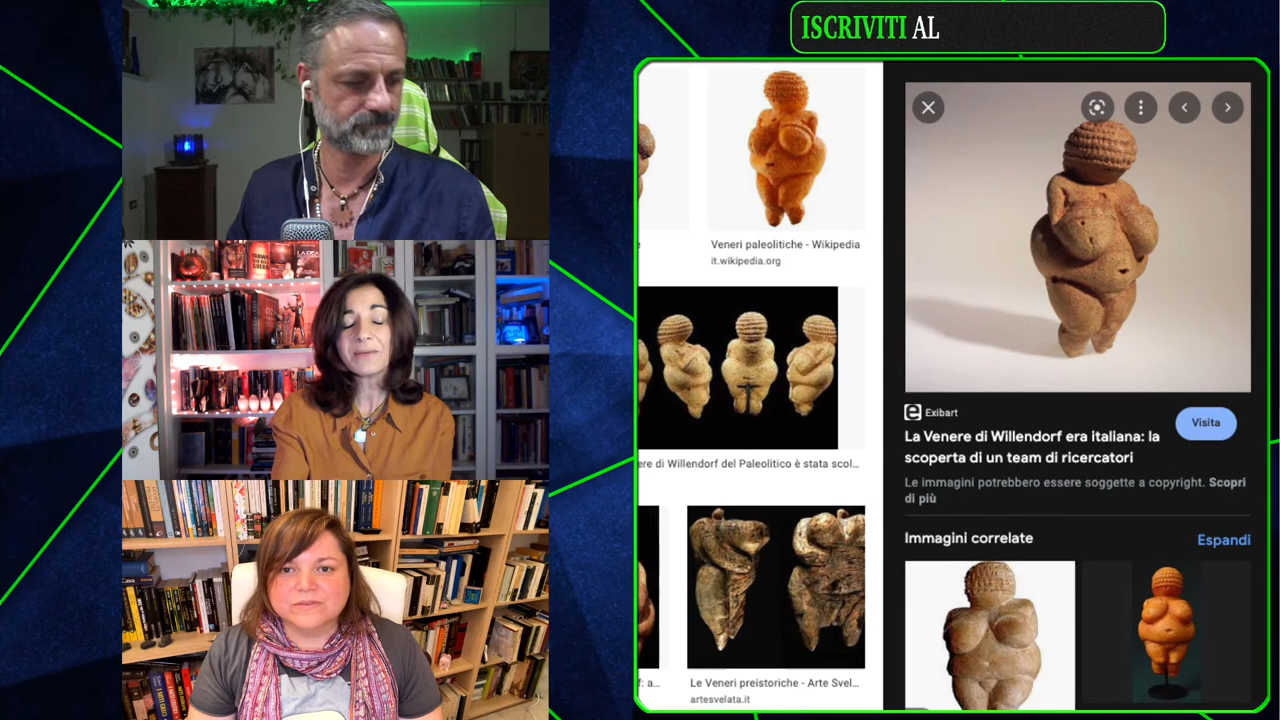 ISCRIVITI AL
e
Veneri paleolitiche - Wikipedia
it.wikipedia.org
ere di Willendorf del Paleolitico è stata scol...
f: a...
Le Veneri preistoriche - Arte Svel...
artesvelata.it
Exibart
La Venere di Willendorf era italiana: la
scoperta di un team di ricercatori
Visita
Le immagini potrebbero essere soggette a copyright. Scopri
di più
Immagini correlate
Espandi